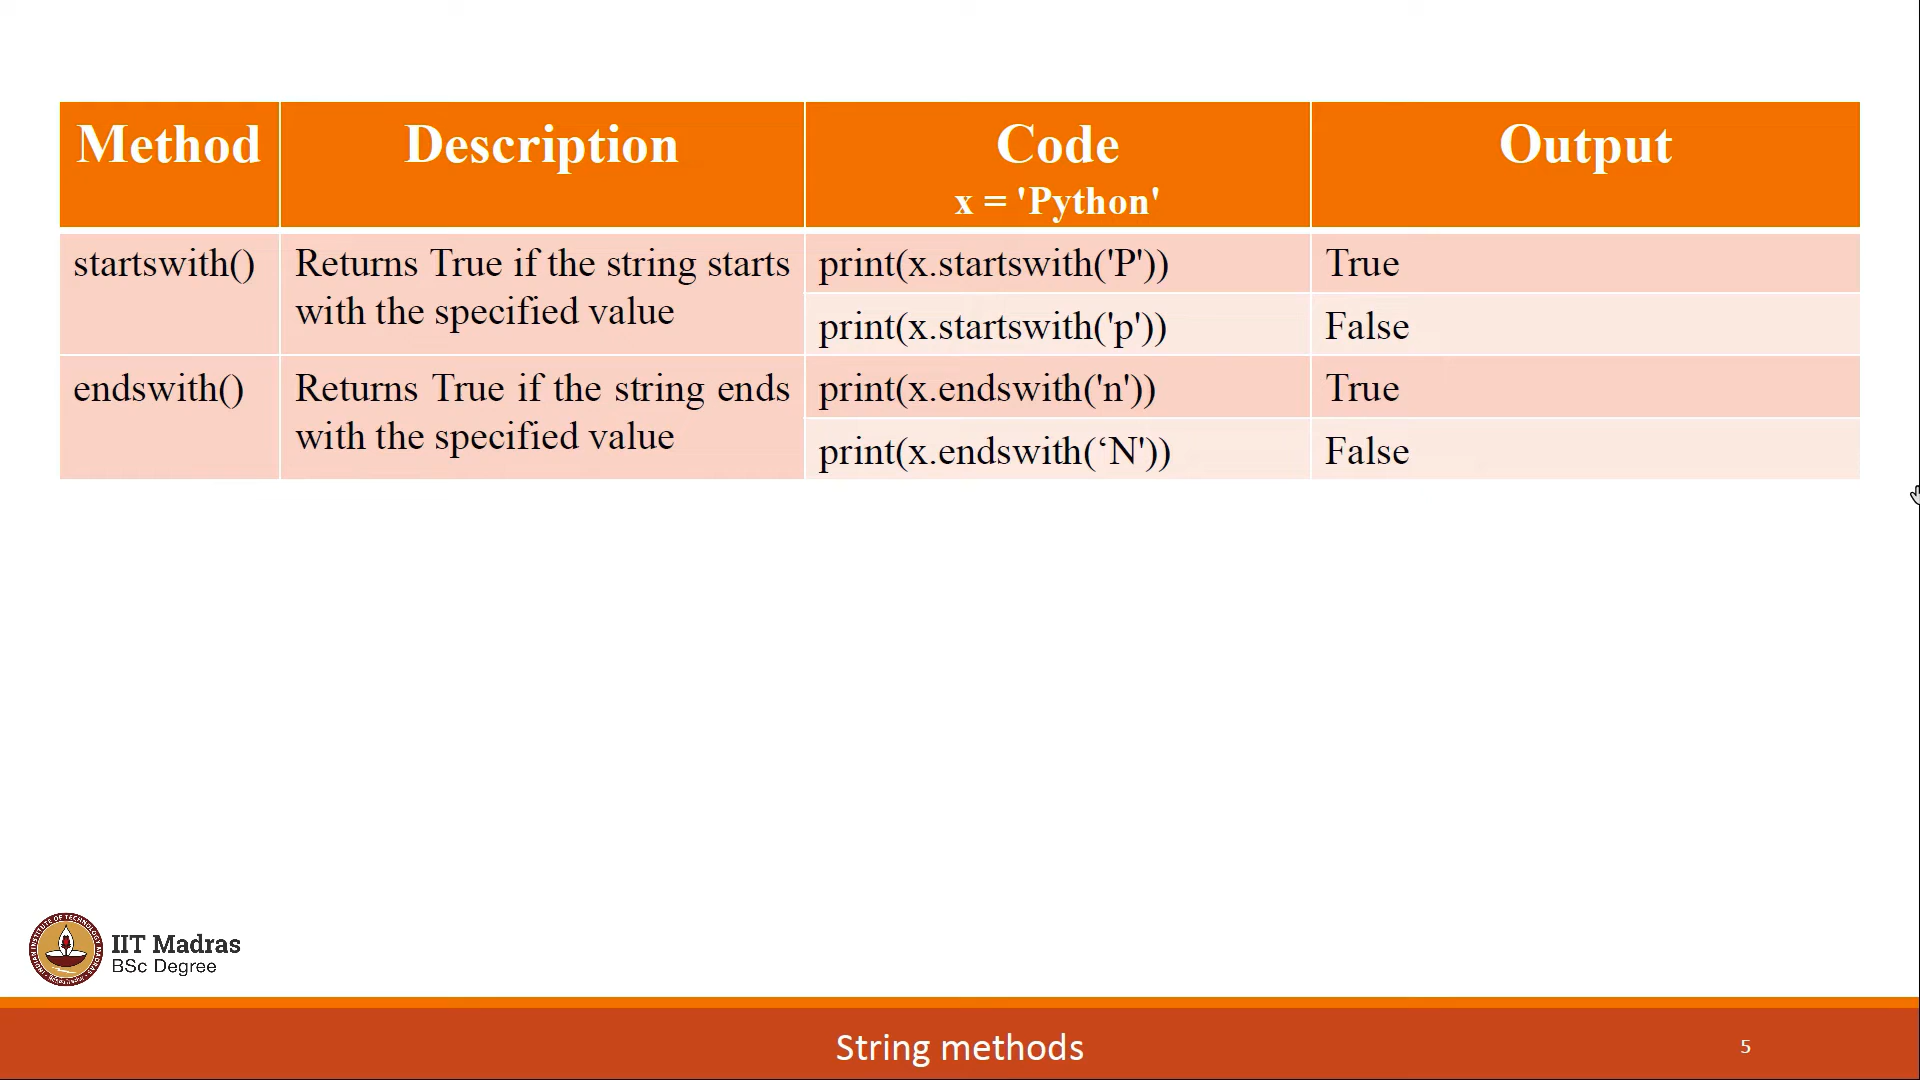 Method Description Code Output
x = 'Python'
startswith() Returns True if the string starts print(x.startswith('P')) True
with the specified value print(x.startswith('p')) False
endswith() Returns True if the string ends print(x.endswith('n')) True
with the specified value print(x.endswith(‘N')) False
IIT Madras
BSc Degree
String methods 5